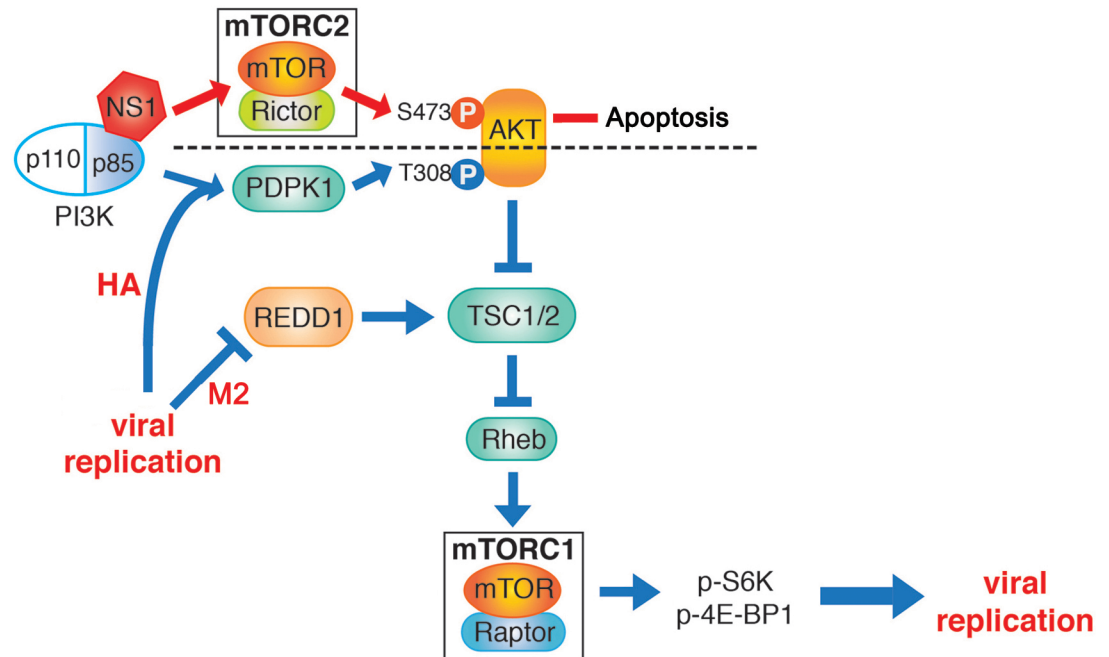 mTORC2
mTOR
Rictor
NS1
S473 P
AKT
Apoptosis
p110 p85
PI3K
PDPK1
T308 P
HA
REDD1
TSC1/2
M2
viral
replication
Rheb
mTORC1
mTOR
Raptor
p-S6K
p-4E-BP1
viral
replication